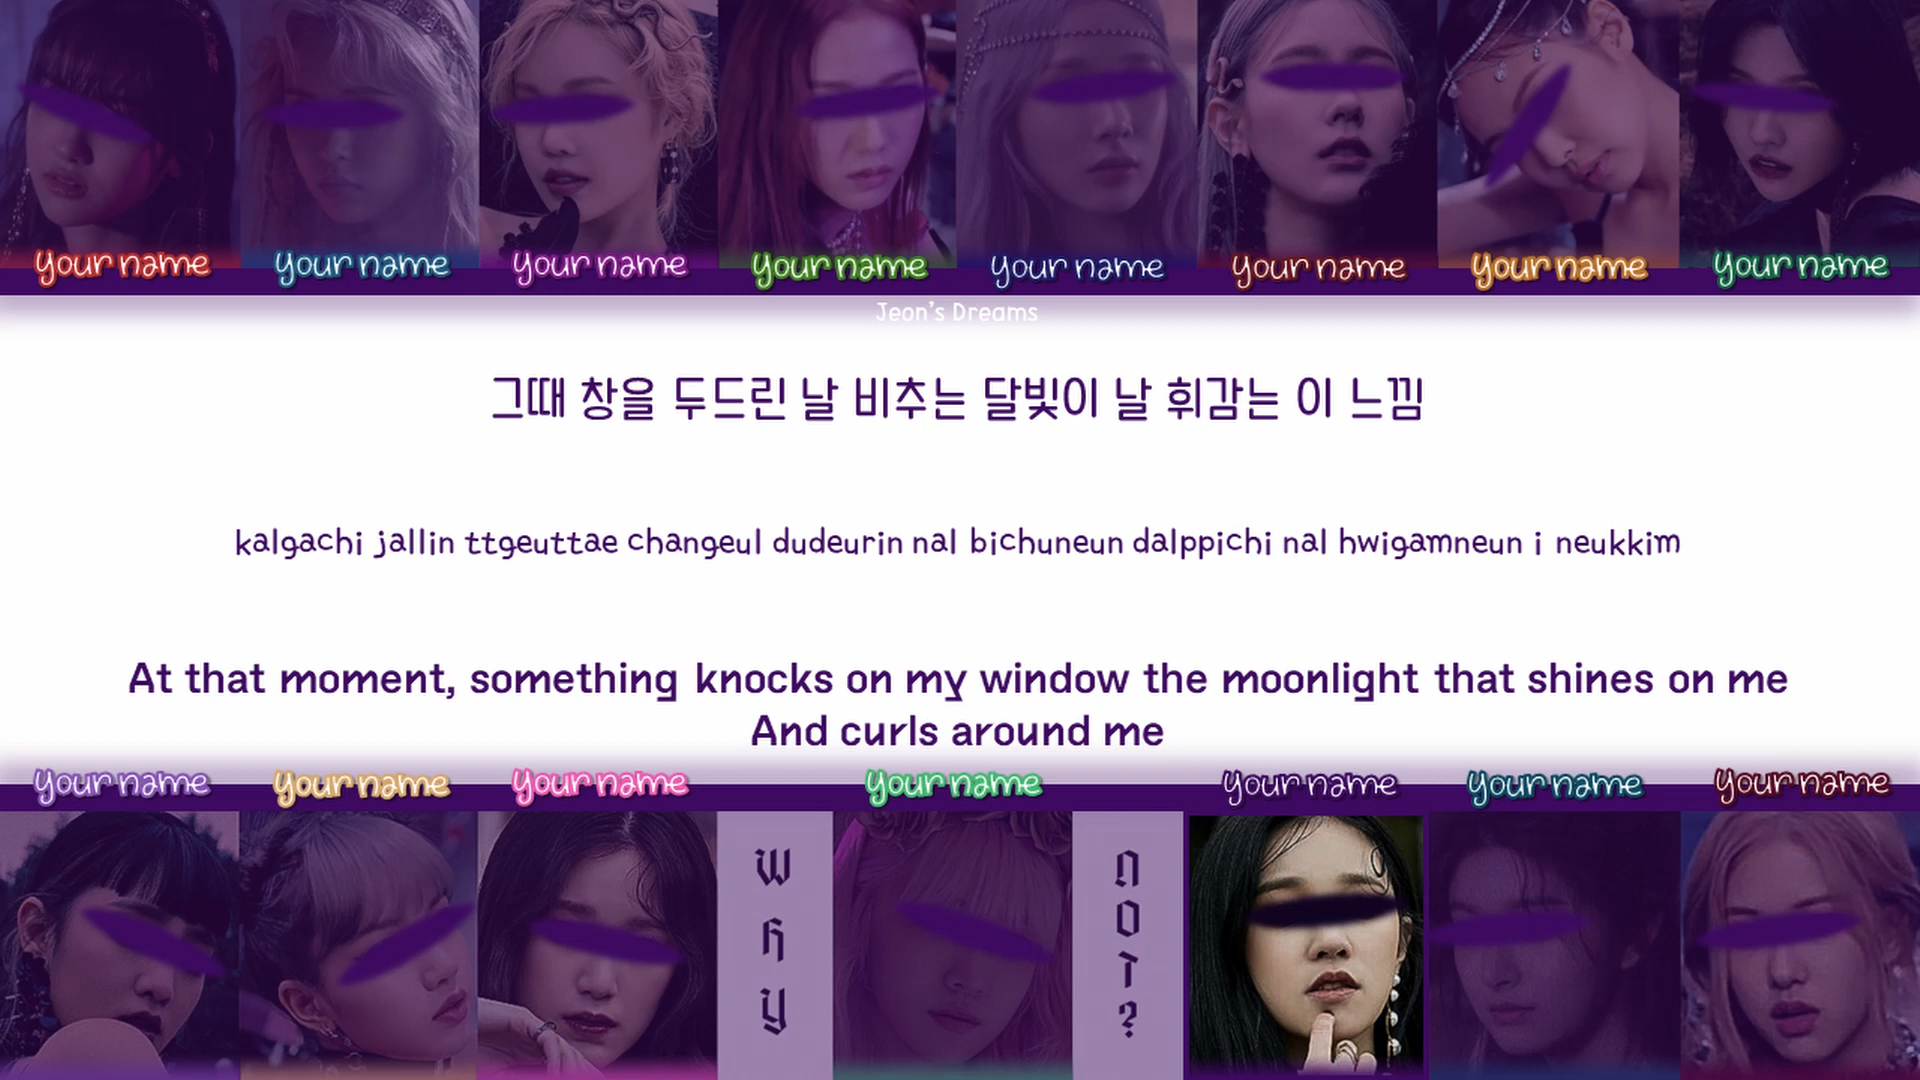 Your name
Your name
Your name
Your name
Your name
Your name
Your name
Your name
Jeon's Dreams
그때 창을 두드린 날 비추는 달빛이 날 휘감는 이 느낌
kalgachi jallin ttgeuttae changeul dudeurin nal bichuneun dalppichi nal hwigamneun i neukkim
At that moment, something knocks on my window the moonlight that shines on me
And curls around me
Your name
Your name
Your name
Your name
Your name
Your name
Your name
WHY
NOT?